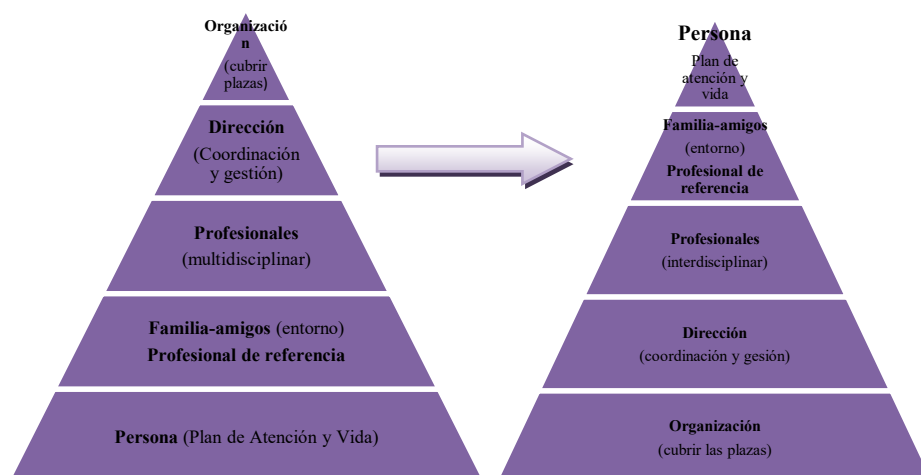 Organizació
n
(cubrir
plazas)
Dirección
(Coordinación
y gestión)
Profesionales
(multidisciplinar)
Familia-amigos (entorno)
Profesional de referencia
Persona (Plan de Atención y Vida)
Persona
Plan de
atención y
vida
Familia-amigos
(entorno)
Profesional de
referencia
Profesionales
(interdisciplinar)
Dirección
(coordinación y gesión)
Organización
(cubrir las plazas)